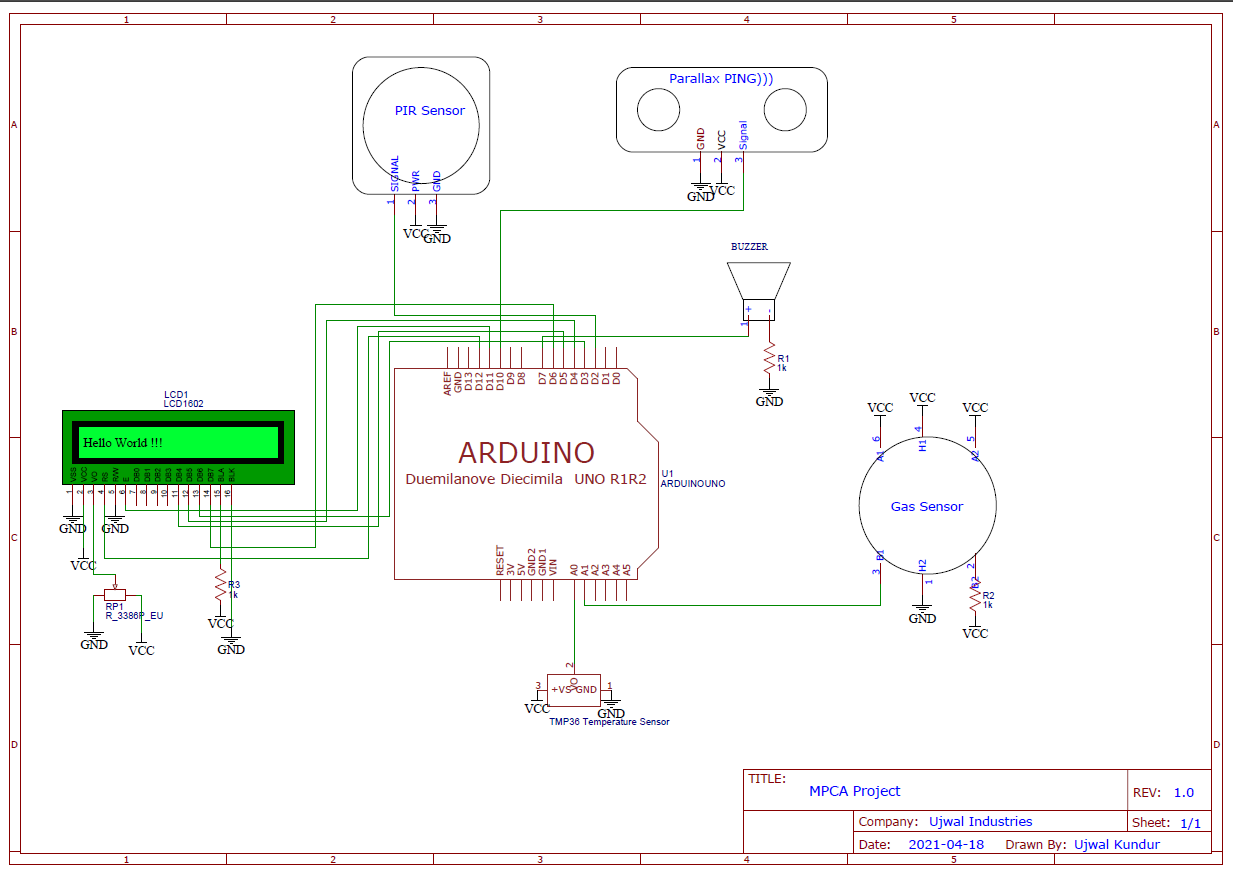 1 2 3 4 5
A A
B B
C C
D D
PIR Sensor
SIGNAL PWR GND
1 2 3
VCC GND
Parallax PING)))
GND VCC Signal
1 2 3
GND VCC
BUZZER
+ -
1
R1
1k
GND
LCD1
LCD1602
Hello World !!!
VSS VCC VO RS R/W E DB0 DB1 DB2 DB3 DB4 DB5 DB6 DB7 BLA BLK
1 2 3 4 5 6 7 8 9 10 11 12 13 14 15 16
GND GND
VCC
RP1
R_3386P_EU
GND VCC
R3
1k
VCC
GND
AREF GND D13 D12 D11 D10 D9 D8 D7 D6 D5 D4 D3 D2 D1 D0
ARDUINO
Duemilanove Diecimila UNO R1R2
U1
ARDUINOUNO
RESET 3V 5V GND2 GND1 VIN A0 A1 A2 A3 A4 A5
VCC VCC VCC
6 4 5
A1 H1 A2
Gas Sensor
B1 H2 B2
3 1 2
GND
R2
1k
VCC
2
VO
3 +VS GND 1
VCC GND
TMP36 Temperature Sensor
TITLE:
MPCA Project
REV: 1.0
Company: Ujwal Industries
Sheet: 1/1
Date: 2021-04-18 Drawn By: Ujwal Kundur
1 2 3 4 5